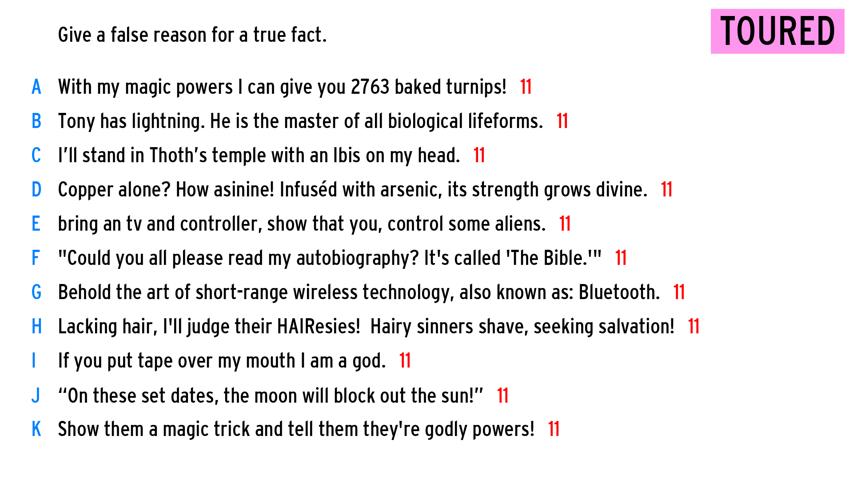 Give a false reason for a true fact.
TOURED
A With my magic powers I can give you 2763 baked turnips! 11
B Tony has lightning. He is the master of all biological lifeforms. 11
C I'll stand in Thoth's temple with an Ibis on my head. 11
D Copper alone? How asinine! Infuséd with arsenic, its strength grows divine. 11
E bring an tv and controller, show that you, control some aliens. 11
F "Could you all please read my autobiography? It's called 'The Bible.'" 11
G Behold the art of short-range wireless technology, also known as: Bluetooth. 11
H Lacking hair, I'll judge their HAIResies! Hairy sinners shave, seeking salvation! 11
I If you put tape over my mouth I am a god. 11
J “On these set dates, the moon will block out the sun!” 11
K Show them a magic trick and tell them they're godly powers! 11